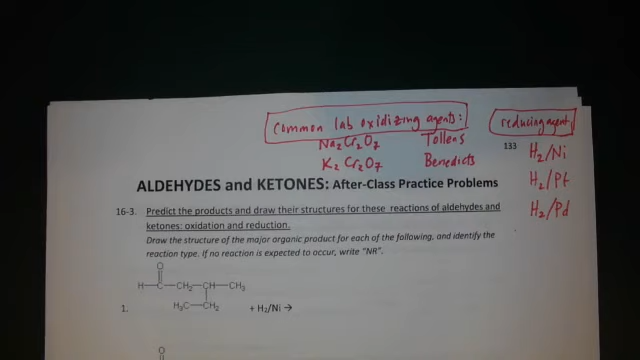 Common lab oxidizing agents:
reducing agent
Na2Cr2O7 Tollens
133 H2/Ni
K2Cr2O7 Benedicts
H2/Pt
ALDEHYDES and KETONES: After-Class Practice Problems
H2/Pd
16-3. Predict the products and draw their structures for these reactions of aldehydes and
ketones: oxidation and reduction.
Draw the structure of the major organic product for each of the following, and identify the
reaction type. If no reaction is expected to occur, write "NR".
O
H—C—CH2—CH—CH3
1. H3C—CH2 + H2/Ni →
O